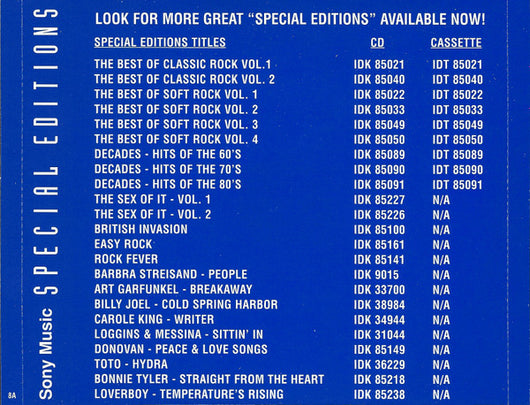 LOOK FOR MORE GREAT “SPECIAL EDITIONS” AVAILABLE NOW!
SPECIAL EDITIONS TITLES CD CASSETTE
THE BEST OF CLASSIC ROCK VOL.1 IDK 85021 IDT 85021
THE BEST OF CLASSIC ROCK VOL. 2 IDK 85040 IDT 85040
THE BEST OF SOFT ROCK VOL. 1 IDK 85022 IDT 85022
THE BEST OF SOFT ROCK VOL. 2 IDK 85033 IDT 85033
THE BEST OF SOFT ROCK VOL. 3 IDK 85049 IDT 85049
THE BEST OF SOFT ROCK VOL. 4 IDK 85050 IDT 85050
DECADES - HITS OF THE 60'S IDK 85089 IDT 85089
DECADES - HITS OF THE 70'S IDK 85090 IDT 85090
DECADES - HITS OF THE 80'S IDK 85091 IDT 85091
THE SEX OF IT - VOL. 1 IDK 85227 N/A
THE SEX OF IT - VOL. 2 IDK 85226 N/A
BRITISH INVASION IDK 85100 N/A
EASY ROCK IDK 85161 N/A
ROCK FEVER IDK 85141 N/A
BARBRA STREISAND - PEOPLE IDK 9015 N/A
ART GARFUNKEL - BREAKAWAY IDK 33700 N/A
BILLY JOEL - COLD SPRING HARBOR IDK 38984 N/A
CAROLE KING - WRITER IDK 34944 N/A
LOGGINS & MESSINA - SITTIN' IN IDK 31044 N/A
DONOVAN - PEACE & LOVE SONGS IDK 85149 N/A
TOTO - HYDRA IDK 36229 N/A
BONNIE TYLER - STRAIGHT FROM THE HEART IDK 85218 N/A
LOVERBOY - TEMPERATURE'S RISING IDK 85238 N/A
Sony Music SPECIAL EDITIONS
8A